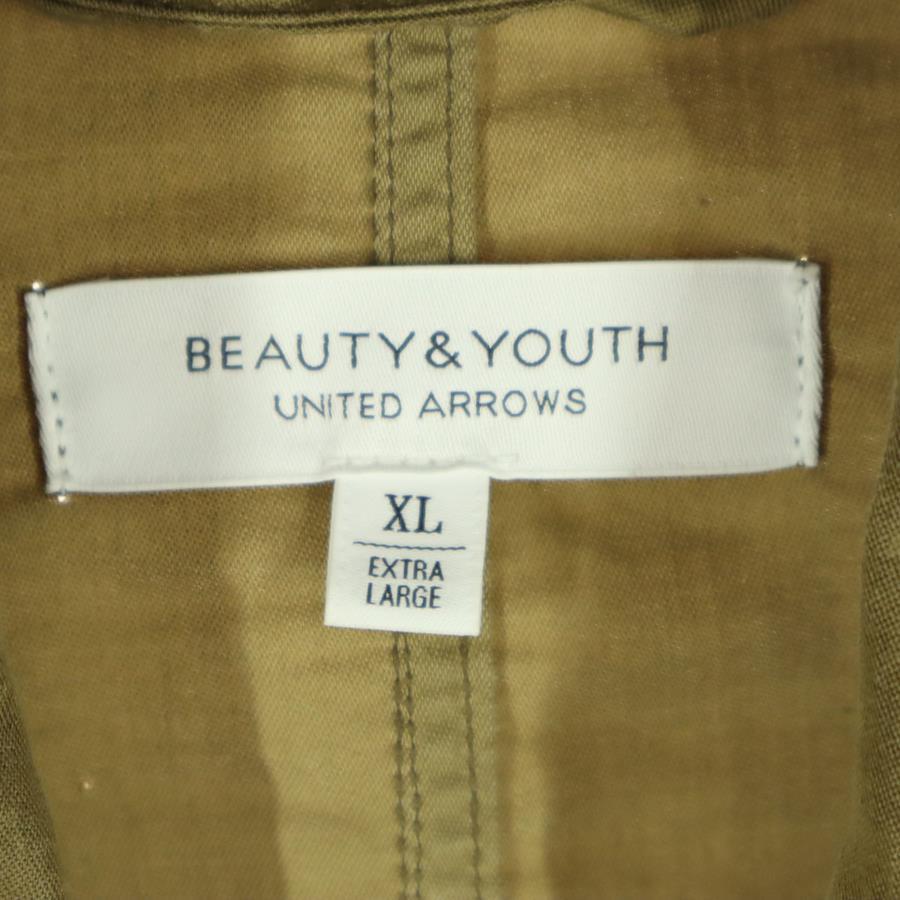 BEAUTY&YOUTH
UNITED ARROWS
XL
EXTRA
LARGE